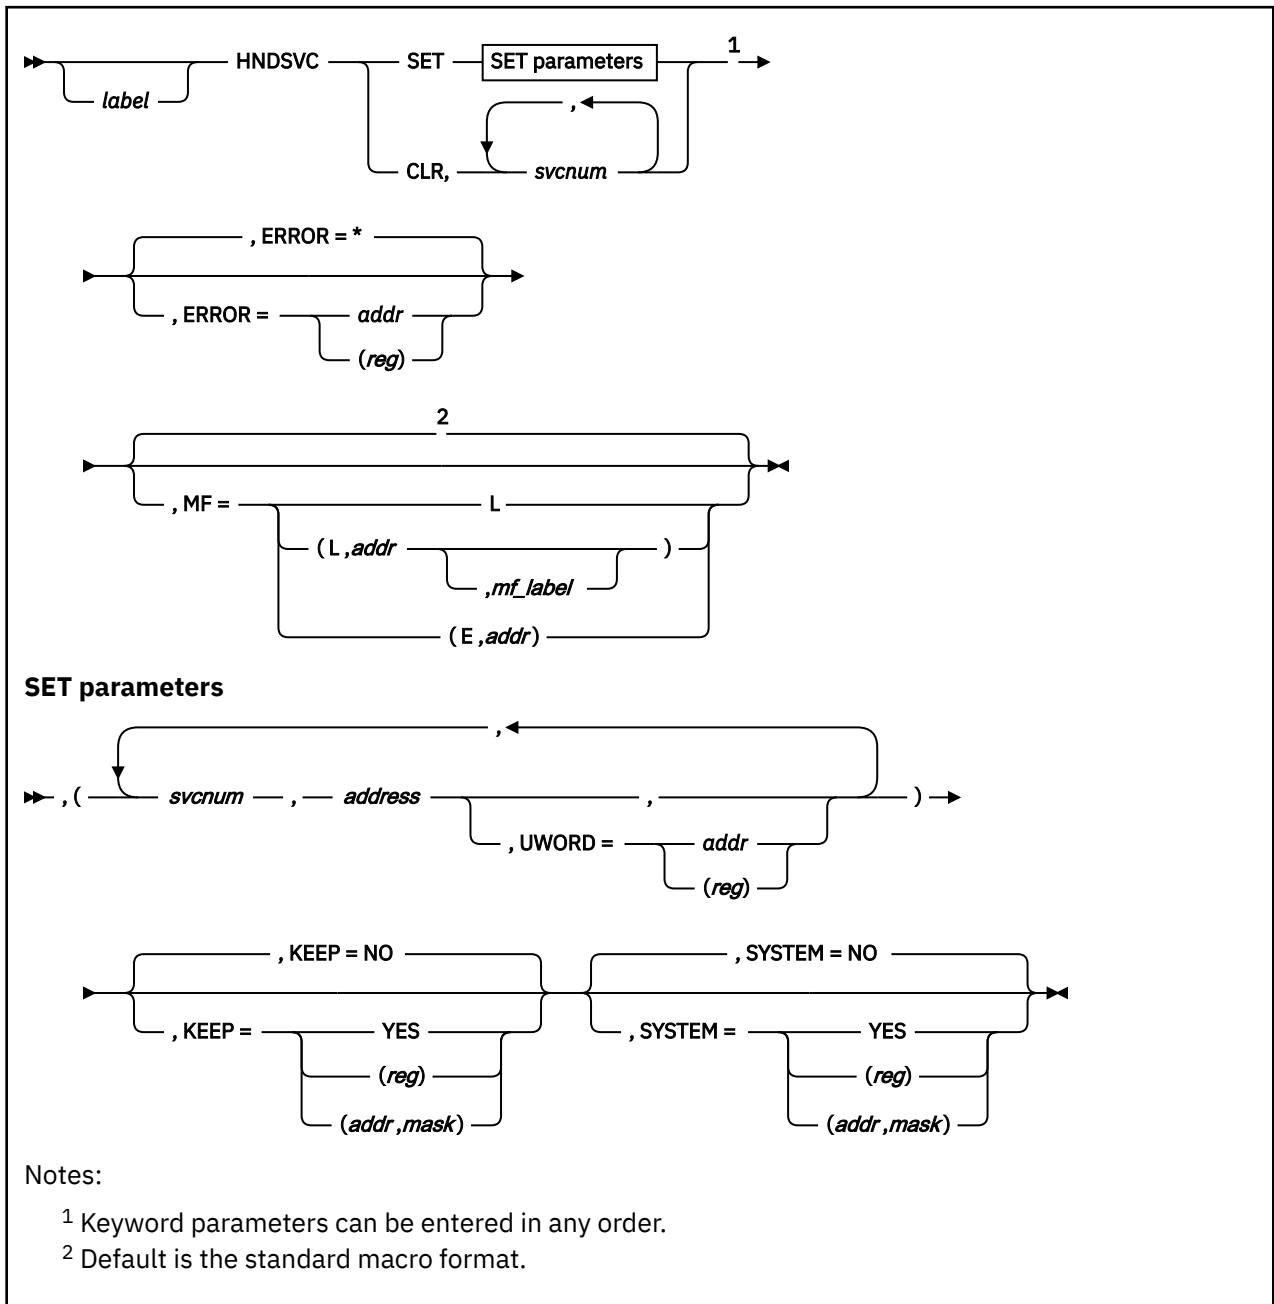 1
HNDSVC SET SET parameters
label
,
CLR, svcnum
, ERROR = *
, ERROR = addr
(reg)
2
, MF = L
( L ,addr )
,mf_label
( E ,addr )
SET parameters
,
, ( svcnum , address , )
, UWORD = addr
(reg)
, KEEP = NO , SYSTEM = NO
, KEEP = YES , SYSTEM = YES
(reg) (reg)
(addr ,mask ) (addr ,mask )
Notes:
1 Keyword parameters can be entered in any order.
2 Default is the standard macro format.